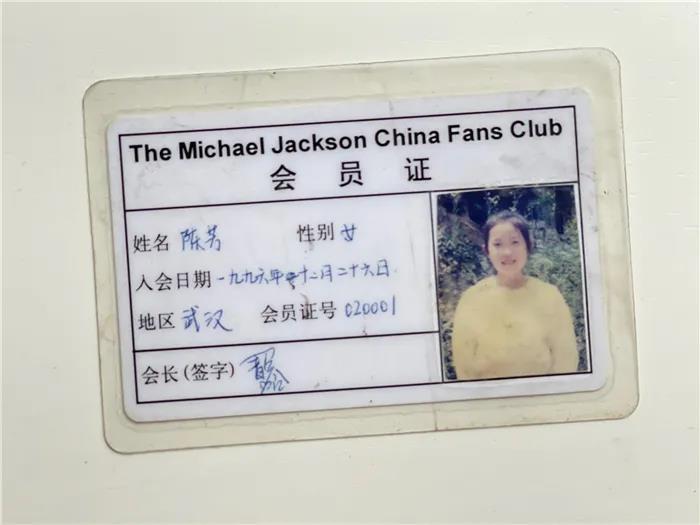 The Michael Jackson China Fans Club
会员证
姓名 陈芳 性别 女
入会日期 一九九六年十二月二十六日
地区 武汉 会员证号 020001
会长(签字)